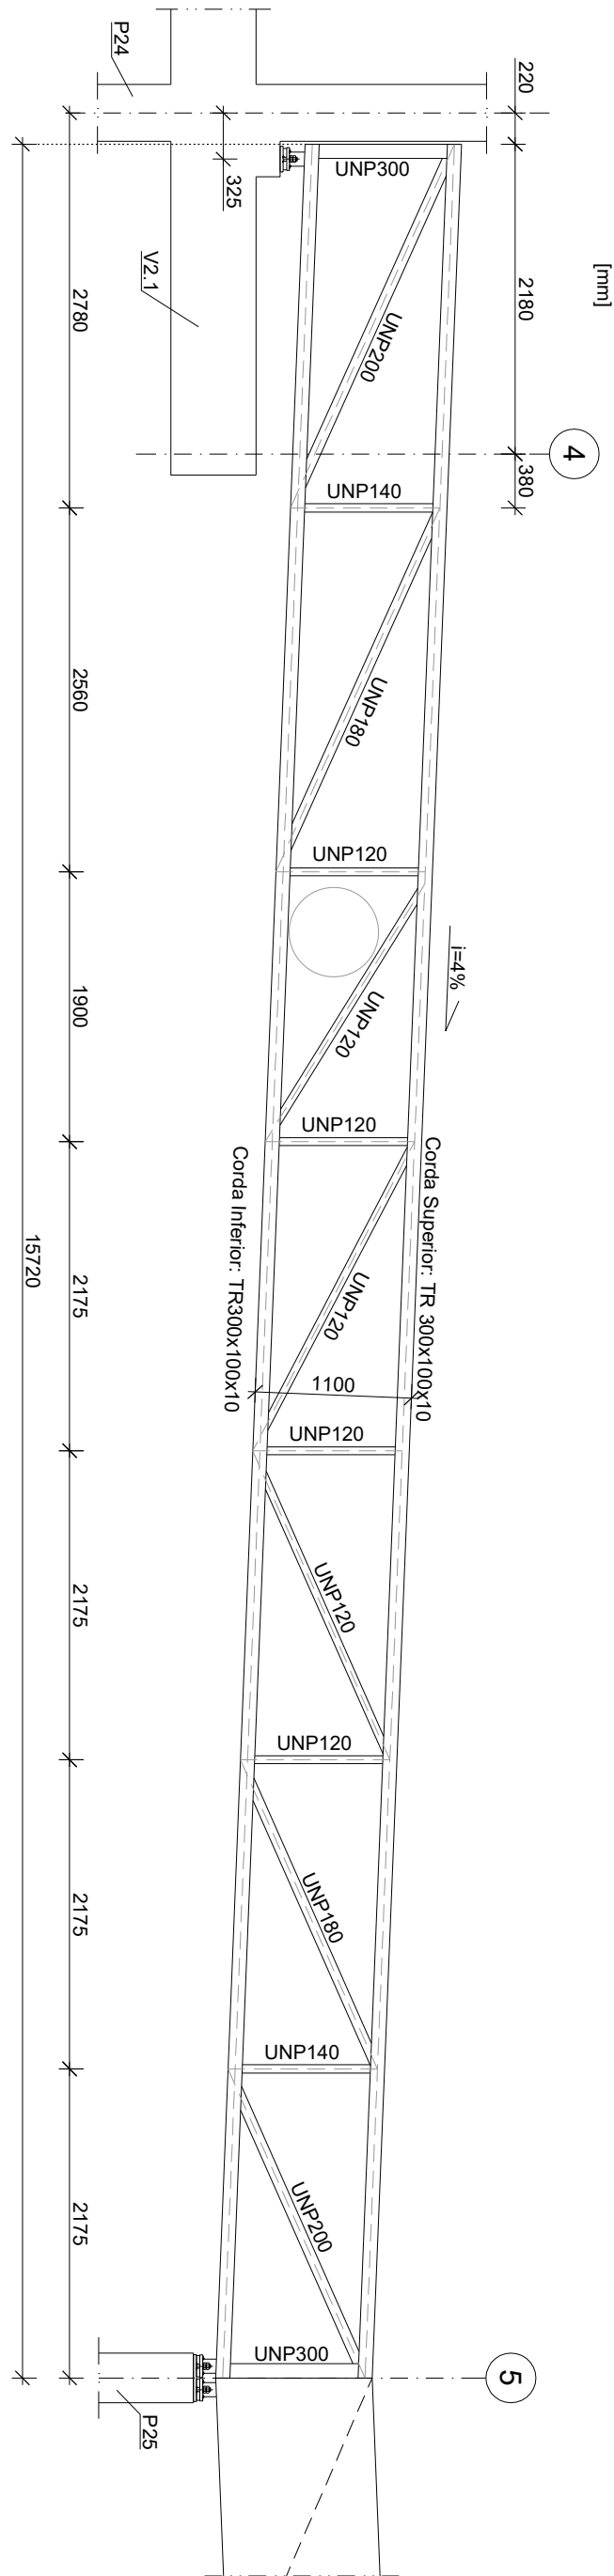 [mm]
220
2180
380
4
5
P24
325
V2.1
UNP300
UNP200
UNP140
UNP180
UNP120
UNP120
i=4%
UNP120
Corda Superior: TR 300x100x10
Corda Inferior: TR300x100x10
UNP120
1100
UNP120
UNP120
UNP120
UNP180
UNP140
UNP200
UNP300
P25
2780
2560
1900
2175
2175
2175
2175
15720